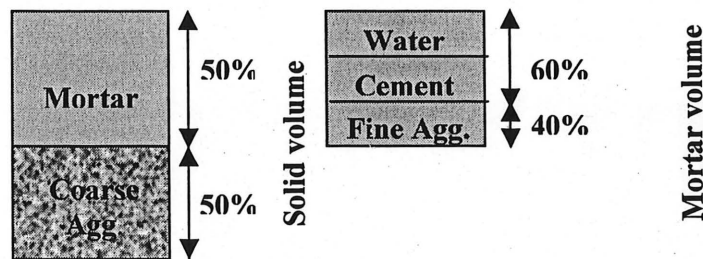 Mortar
Coarse
Agg
50%
50%
Solid volume
Water
Cement
Fine Agg.
60%
40%
Mortar volume